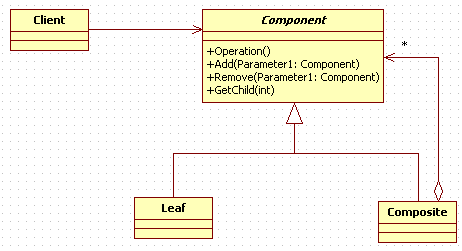 Client
Component
+Operation()
+Add(Parameter1: Component)
+Remove(Parameter1: Component)
+GetChild(int)
*
Leaf
Composite